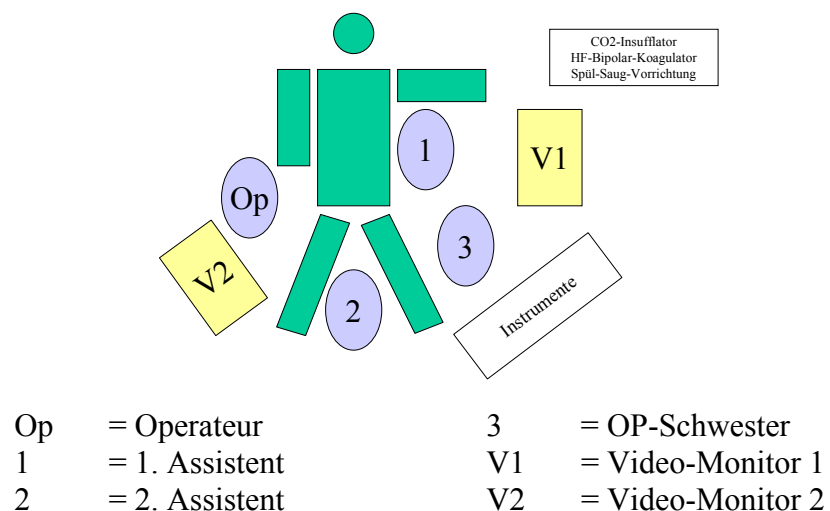 CO2-Insufflator
HF-Bipolar-Koagulator
Spül-Saug-Vorrichtung
1
V1
Op
3
V2
2
Instrumente
Op = Operateur
3 = OP-Schwester
1 = 1. Assistent
V1 = Video-Monitor 1
2 = 2. Assistent
V2 = Video-Monitor 2